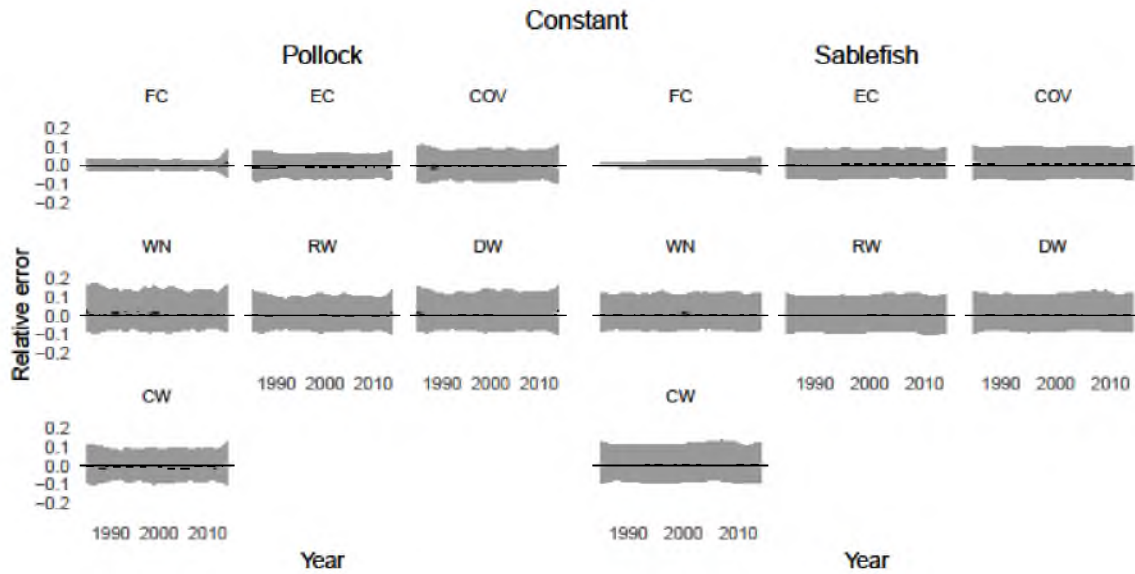 Constant
Pollock Sablefish
FC EC COV FC EC COV
0.2
0.1
0.0
−0.1
−0.2
WN RW DW WN RW DW
0.2
0.1
0.0
−0.1
−0.2
1990 2000 2010 1990 2000 2010 1990 2000 2010 1990 2000 2010
CW CW
0.2
0.1
0.0
−0.1
−0.2
1990 2000 2010 1990 2000 2010
Relative error
Year Year